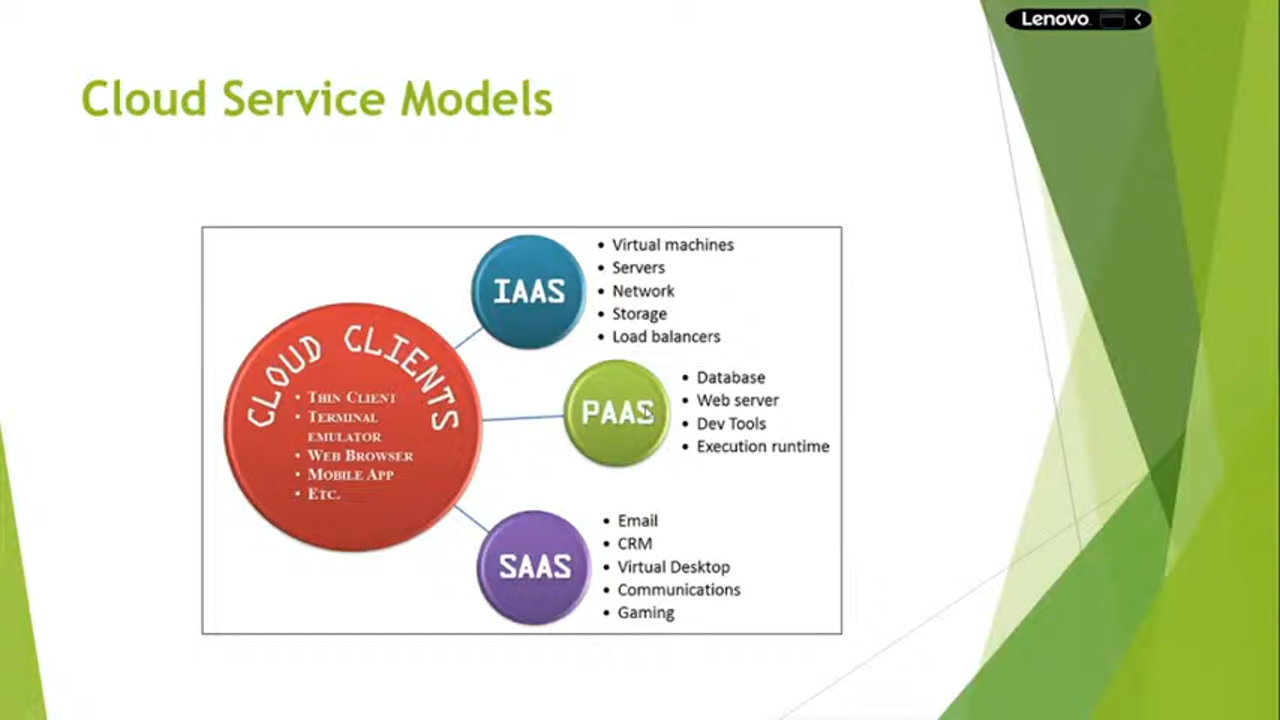 Lenovo
Cloud Service Models
CLOUD CLIENTS
• THIN CLIENT
• TERMINAL
EMULATOR
• WEB BROWSER
• MOBILE APP
• ETC.
IAAS
• Virtual machines
• Servers
• Network
• Storage
• Load balancers
PAAS
• Database
• Web server
• Dev Tools
• Execution runtime
SAAS
• Email
• CRM
• Virtual Desktop
• Communications
• Gaming